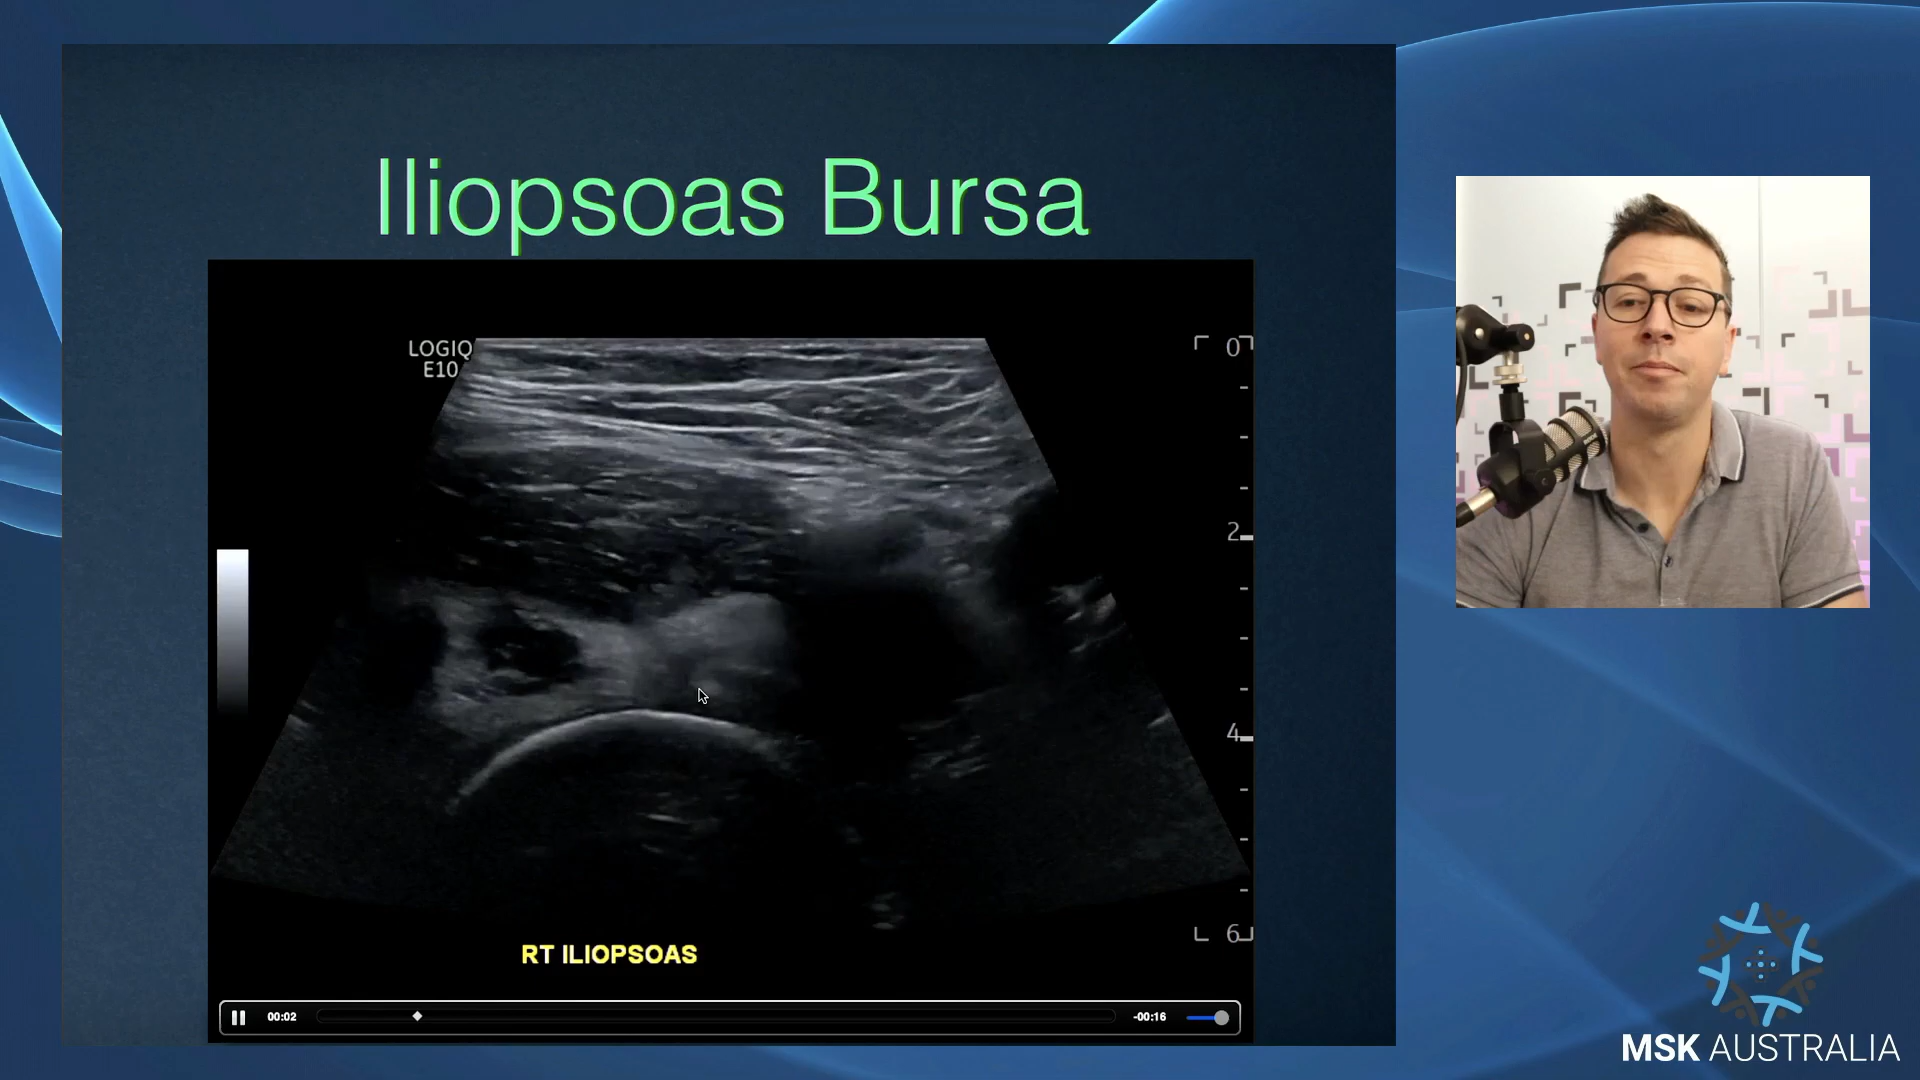 Iliopsoas Bursa
LOGIQ
E10
0
2
4
6
RT ILIOPSOAS
00:02
-00:16
MSK AUSTRALIA